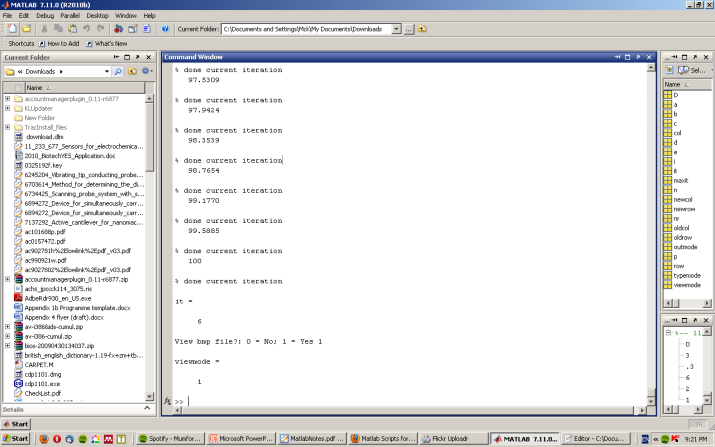 MATLAB 7.11.0 (R2010b)
File Edit Debug Parallel Desktop Window Help
Current Folder: C:\Documents and Settings\Mck\My Documents\Downloads
Shortcuts How to Add What's New
Current Folder
« Downloads
Name
accountmanagerplugin_0.11-r6877
KLUpdater
New Folder
TracInstall_files
download.dlm
11_233_677_Sensors_for_electrochemica...
2010_BiotechYES_Application.doc
0325192f.key
6245204_Vibrating_tip_conducting_probe...
6703614_Method_for_determining_the_di...
6734425_Scanning_probe_system_with_s...
6894272_Device_for_simultaneously_carr...
6894272_Device_for_simultaneously_carr...
7137292_Active_cantilever_for_nanomac...
ac101688p.pdf
ac0157472.pdf
ac902781h%2Elowlink%2Epdf_v03.pdf
ac990921w.pdf
ac9027802%2Elowlink%2Epdf_v03.pdf
accountmanagerplugin_0.11-r6877.zip
achs_jpccck114_3075.ris
AdbeRdr930_en_US.exe
Appendix 1b Programme template.docx
Appendix 4 flyer (draft).docx
av-i386ids-cumul.zip
av-i386-cumul.zip
bios-20090430134037.zip
british_english_dictionary-1.19-fx+zm+tb...
CARPET.M
cdp1101.dmg
cdp1101.exe
CheckList.pdf
Details
Command Window
% done current iteration
97.5309
% done current iteration
97.9424
% done current iteration
98.3539
% done current iteration
98.7654
% done current iteration
99.1770
% done current iteration
99.5885
% done current iteration
100
% done current iteration
it =
6
View bmp file?: 0 = No; 1 = Yes 1
viewmode =
1
fx >>
Sel...
Name
D
a
b
c
col
d
e
i
it
maxit
n
newcol
newrow
nr
oldcol
oldrow
outmode
p
row
typemode
viewmode
%-- 11
0
3
.3
6
2
1
Start
OVR
Start
Spotify - Mumfor...
Microsoft PowerP...
MatlabNotes.pdf ...
Matlab Scripts for...
Flickr Uploadr
MATLAB 7.11.0...
Editor - C:\Docu...
9:21 PM